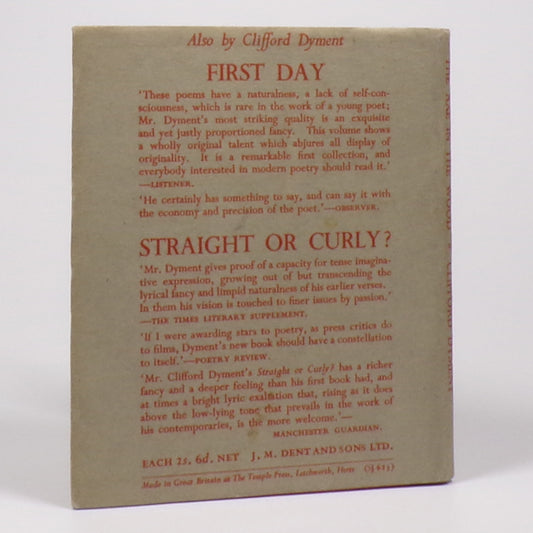 Also by Clifford Dyment
FIRST DAY
'These poems have a naturalness, a lack of self-con-
sciousness, which is rare in the work of a young poet;
Mr. Dyment's most striking quality is an exquisite
and yet justly proportioned fancy. This volume shows
a wholly original talent which abjures all display of
originality. It is a remarkable first collection, and
everybody interested in modern poetry should read it.'
—LISTENER.
'He certainly has something to say, and can say it with
the economy and precision of the poet.'—OBSERVER.
STRAIGHT OR CURLY?
'Mr. Dyment gives proof of a capacity for tense imagina-
tive expression, growing out of but transcending the
lyrical fancy and limpid naturalness of his earlier verses.
In them his vision is touched to finer issues by passion.'
—THE TIMES LITERARY SUPPLEMENT.
'If I were awarding stars to poetry, as press critics do
to films, Dyment's new book should have a constellation
to itself.'—POETRY REVIEW.
'Mr. Clifford Dyment's Straight or Curly? has a richer
fancy and a deeper feeling than his first book had, and
at times a bright lyric exaltation that, rising as it does
above the low-lying tone that prevails in the work of
his contemporaries, is the more welcome.'—
MANCHESTER GUARDIAN.
EACH 2s. 6d. NET J. M. DENT AND SONS LTD.
Made in Great Britain at The Temple Press, Letchworth, Herts
THE AXE IN THE WOOD CLIFFORD DYMENT